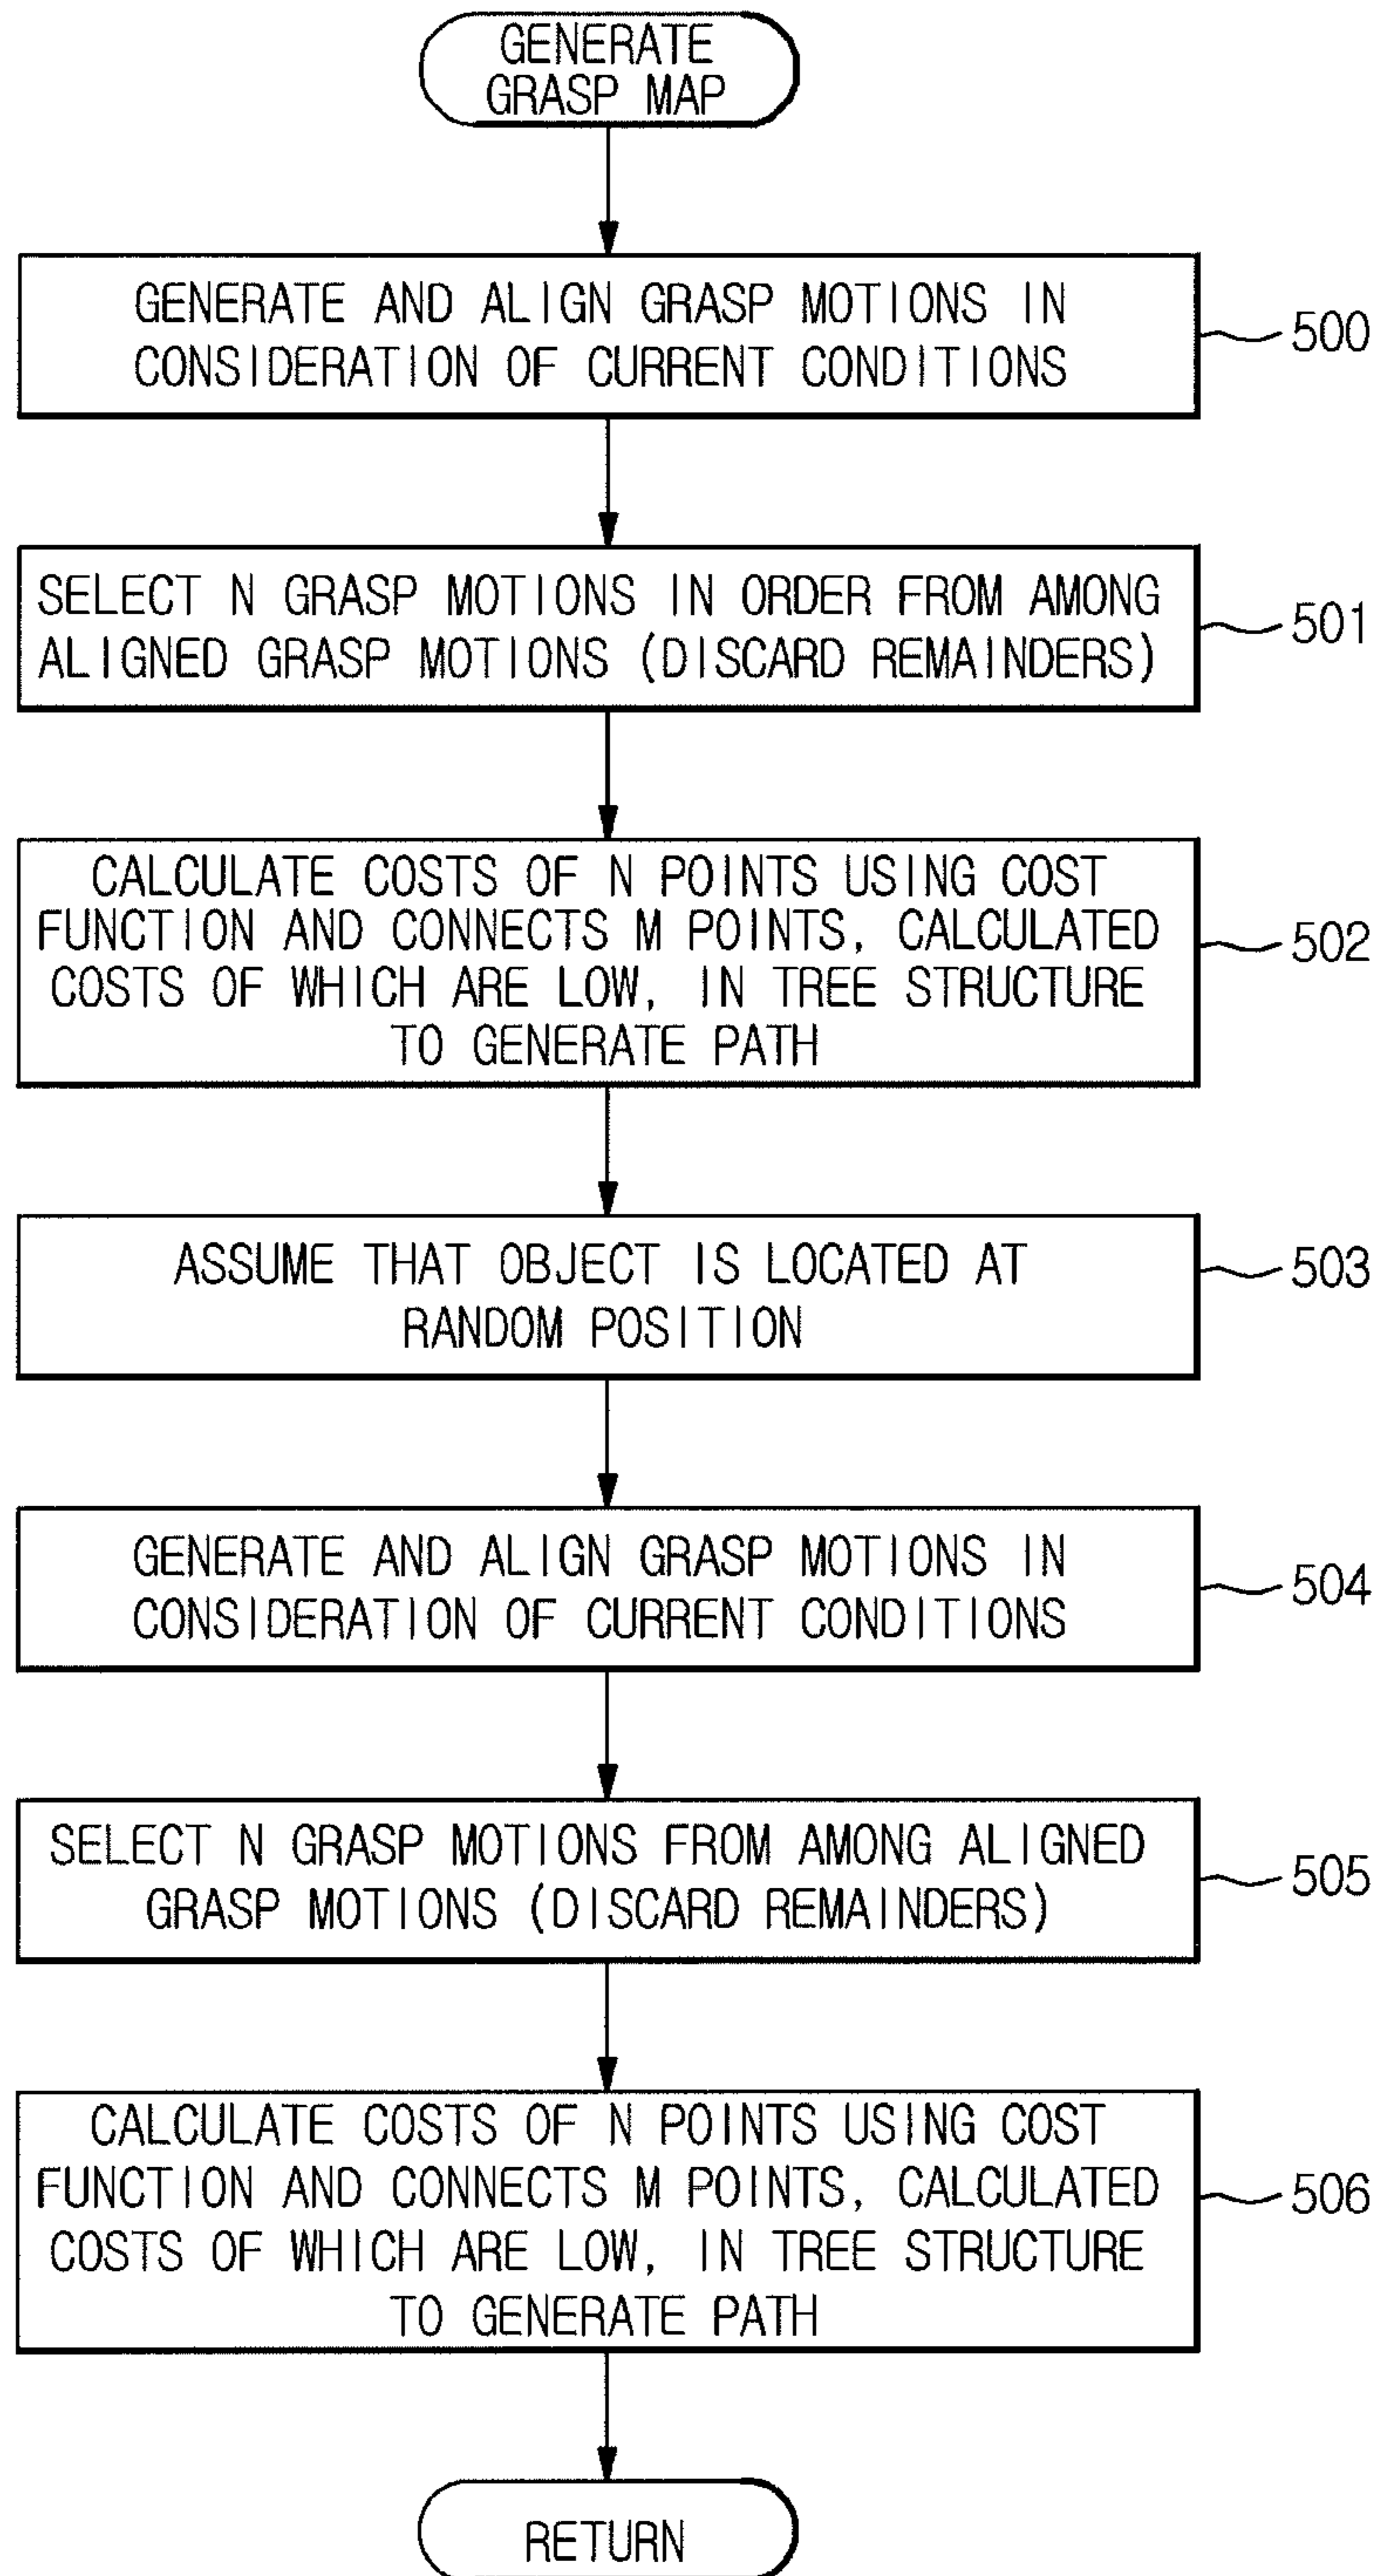 GENERATE
GRASP MAP
GENERATE AND ALIGN GRASP MOTIONS IN
CONSIDERATION OF CURRENT CONDITIONS
500
SELECT N GRASP MOTIONS IN ORDER FROM AMONG
ALIGNED GRASP MOTIONS (DISCARD REMAINDERS)
501
CALCULATE COSTS OF N POINTS USING COST
FUNCTION AND CONNECTS M POINTS, CALCULATED
COSTS OF WHICH ARE LOW, IN TREE STRUCTURE
TO GENERATE PATH
502
ASSUME THAT OBJECT IS LOCATED AT
RANDOM POSITION
503
GENERATE AND ALIGN GRASP MOTIONS IN
CONSIDERATION OF CURRENT CONDITIONS
504
SELECT N GRASP MOTIONS FROM AMONG ALIGNED
GRASP MOTIONS (DISCARD REMAINDERS)
505
CALCULATE COSTS OF N POINTS USING COST
FUNCTION AND CONNECTS M POINTS, CALCULATED
COSTS OF WHICH ARE LOW, IN TREE STRUCTURE
TO GENERATE PATH
506
RETURN